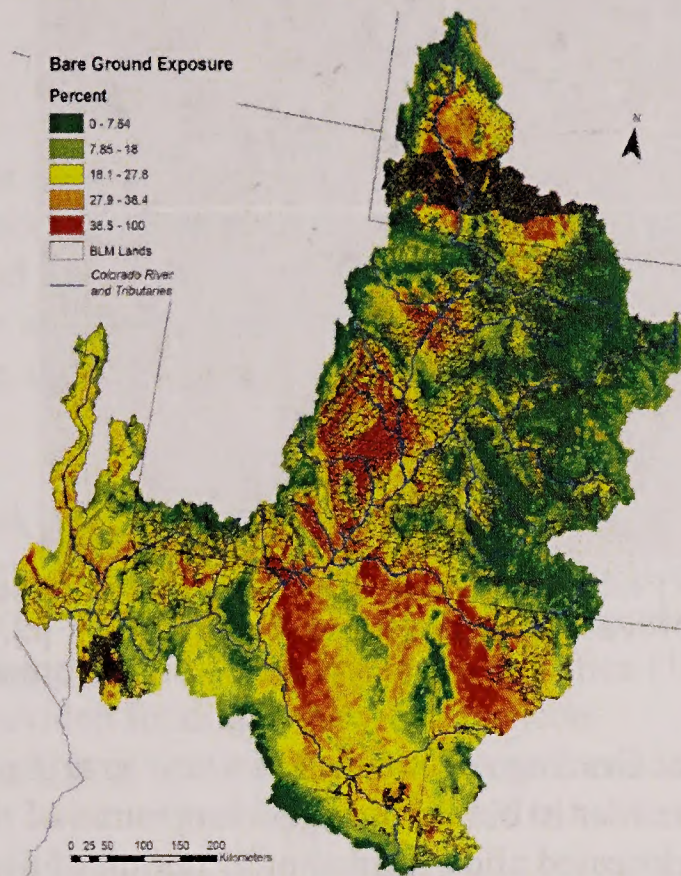 Bare Ground Exposure
Percent
0 - 7.84
7.85 - 18
18.1 - 27.8
27.9 - 38.4
38.5 - 100
BLM Lands
Colorado River
and Tributaries
N
0 25 50 100 150 200
Kilometers